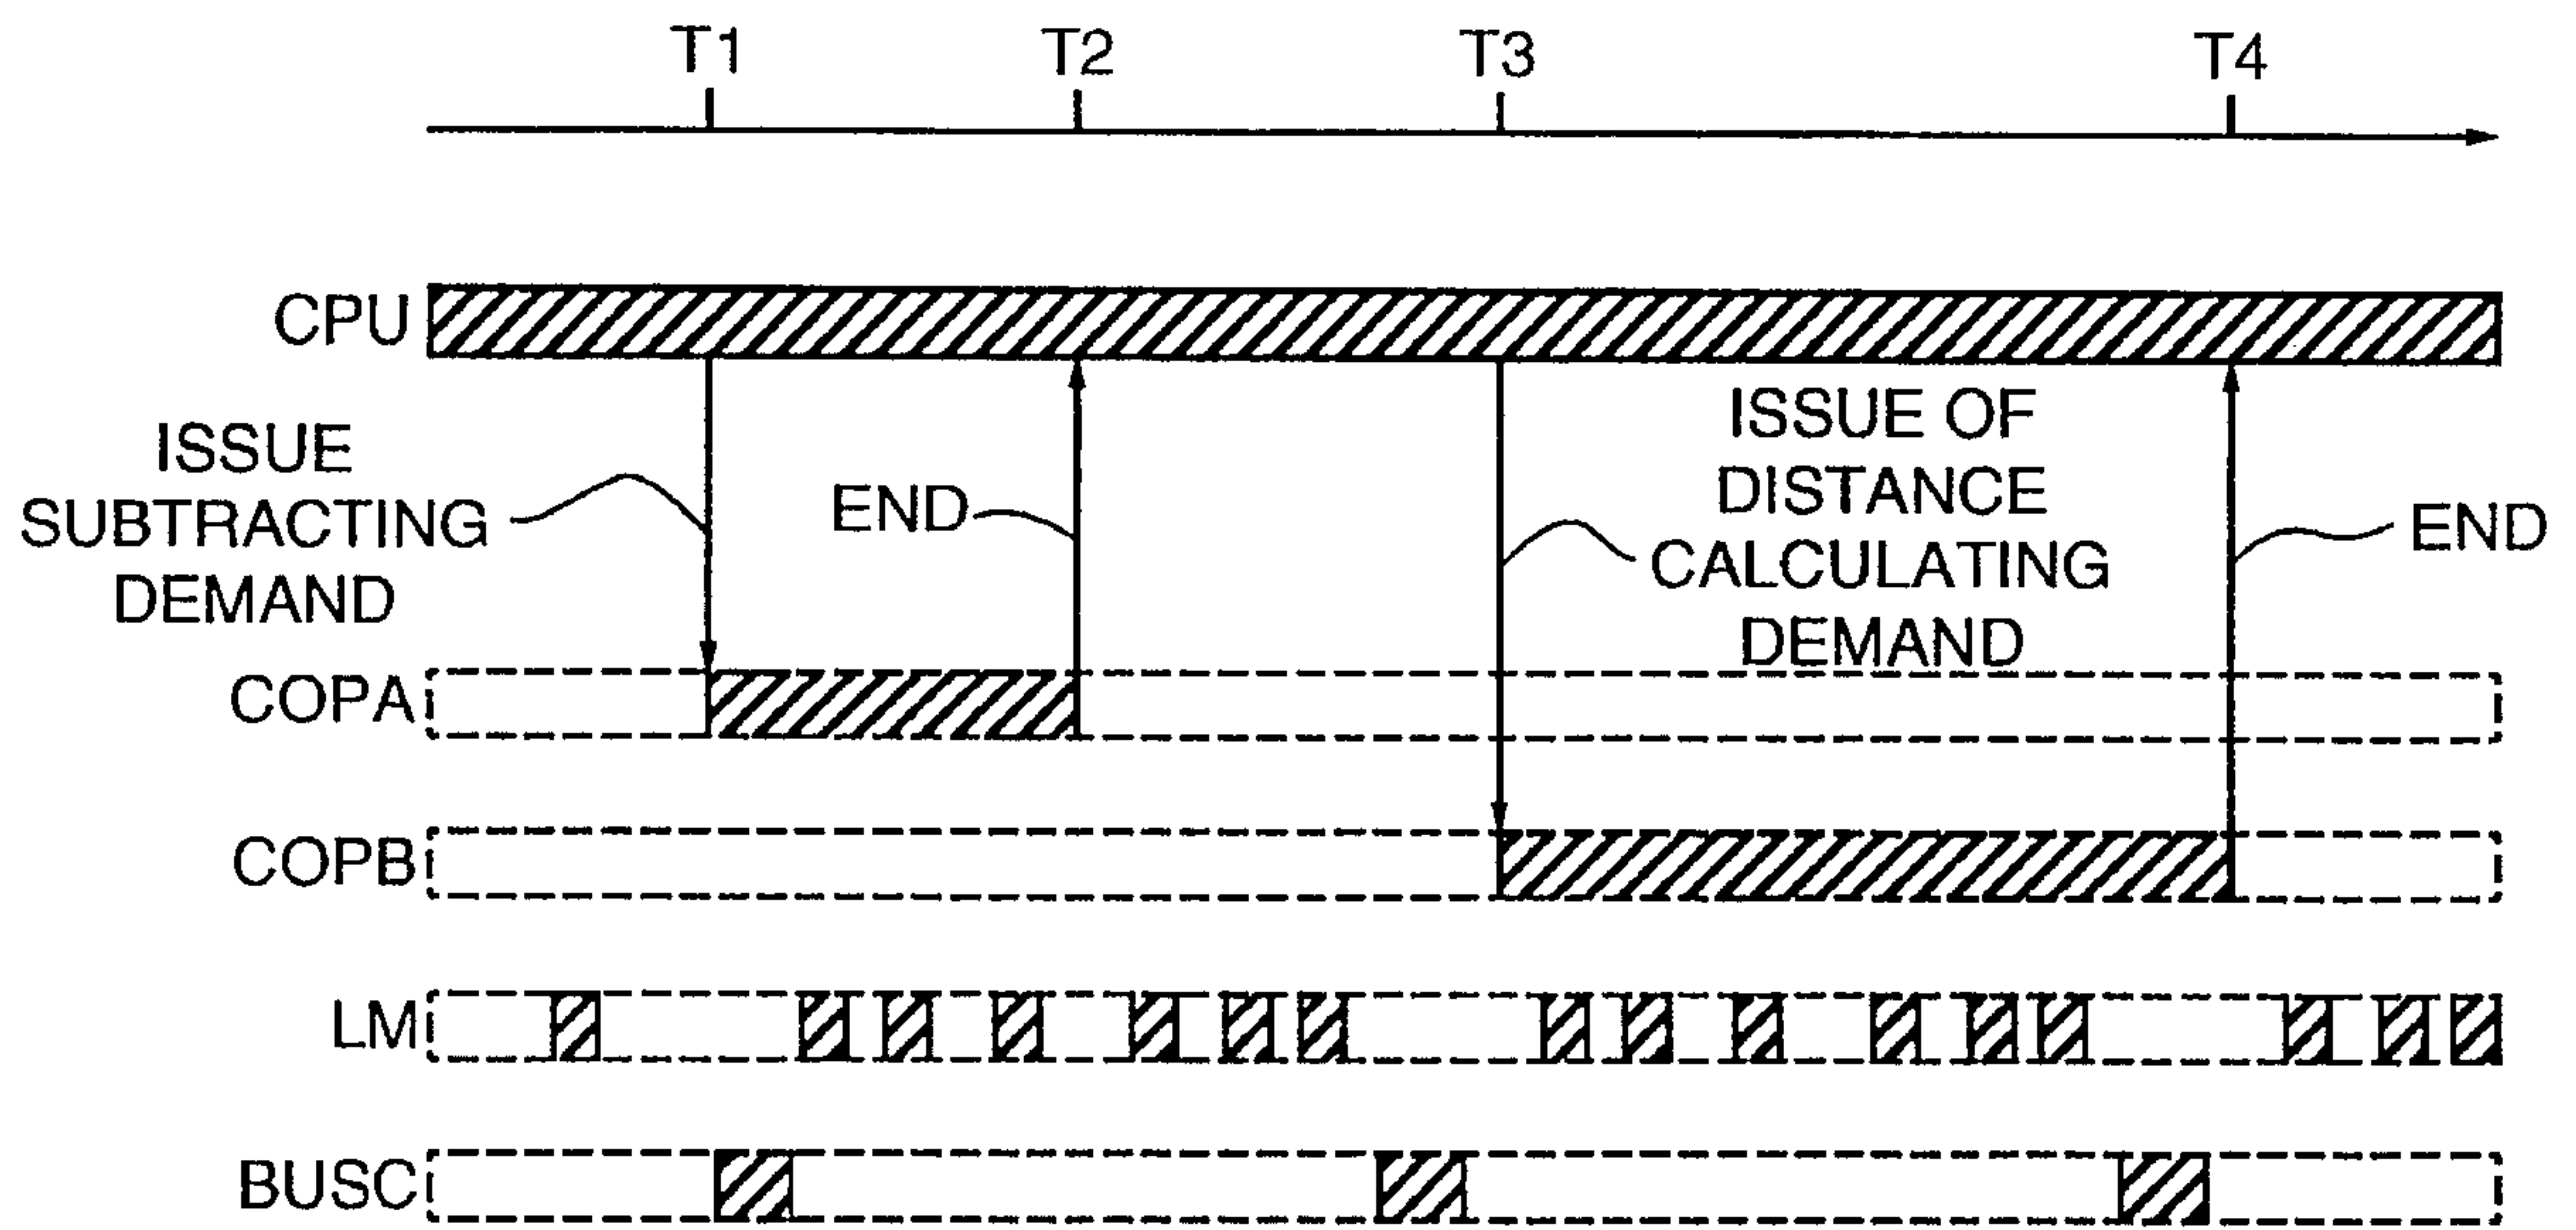 T1 T2 T3 T4
CPU
ISSUE
SUBTRACTING
DEMAND
END
ISSUE OF
DISTANCE
CALCULATING
DEMAND
END
COPA
COPB
LM
BUSC